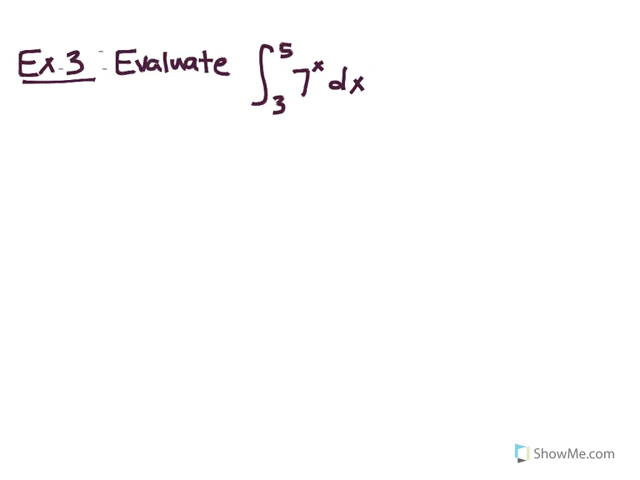 Ex. 3 : Evaluate ∫₃⁵ 7ˣ dx
ShowMe.com